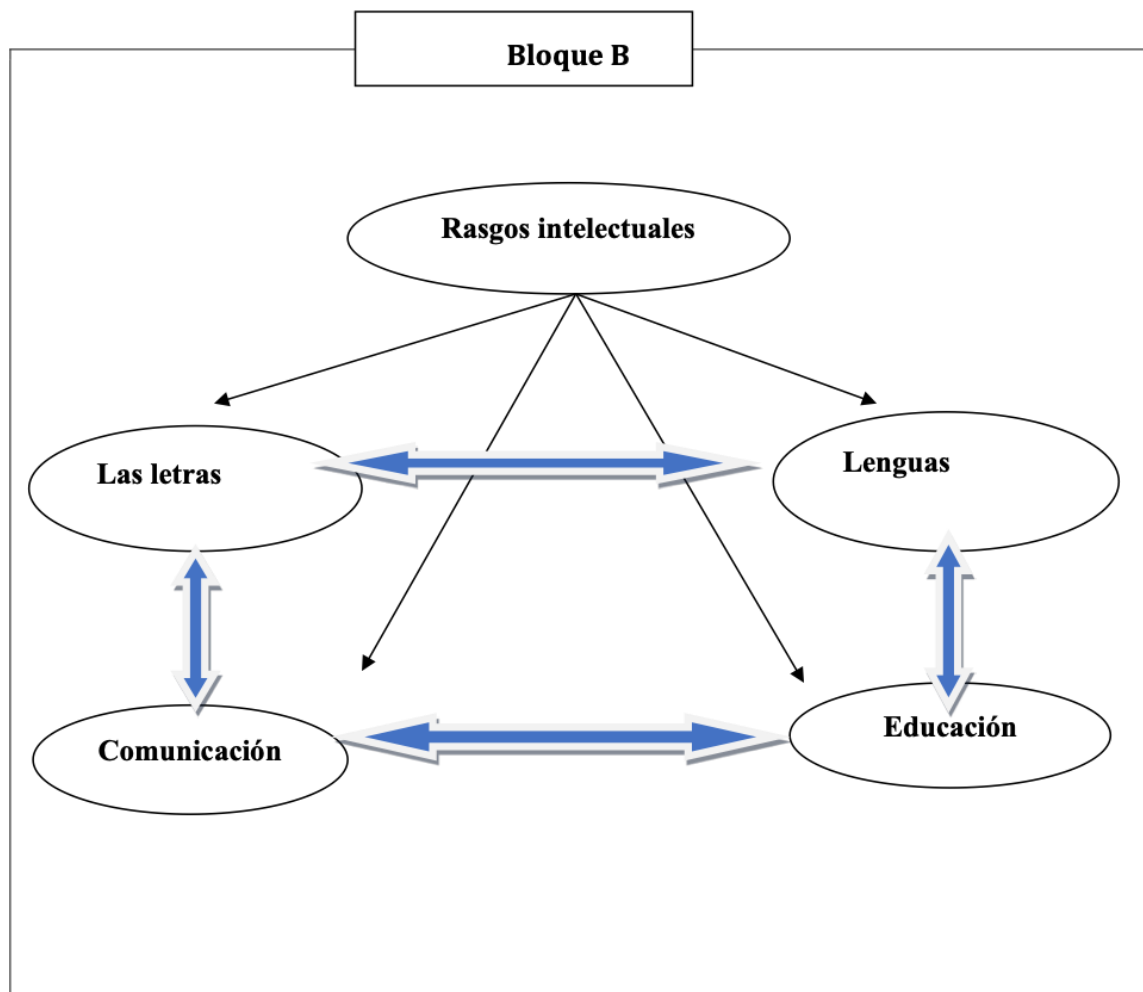 Bloque B
Rasgos intelectuales
Las letras
Lenguas
Comunicación
Educación